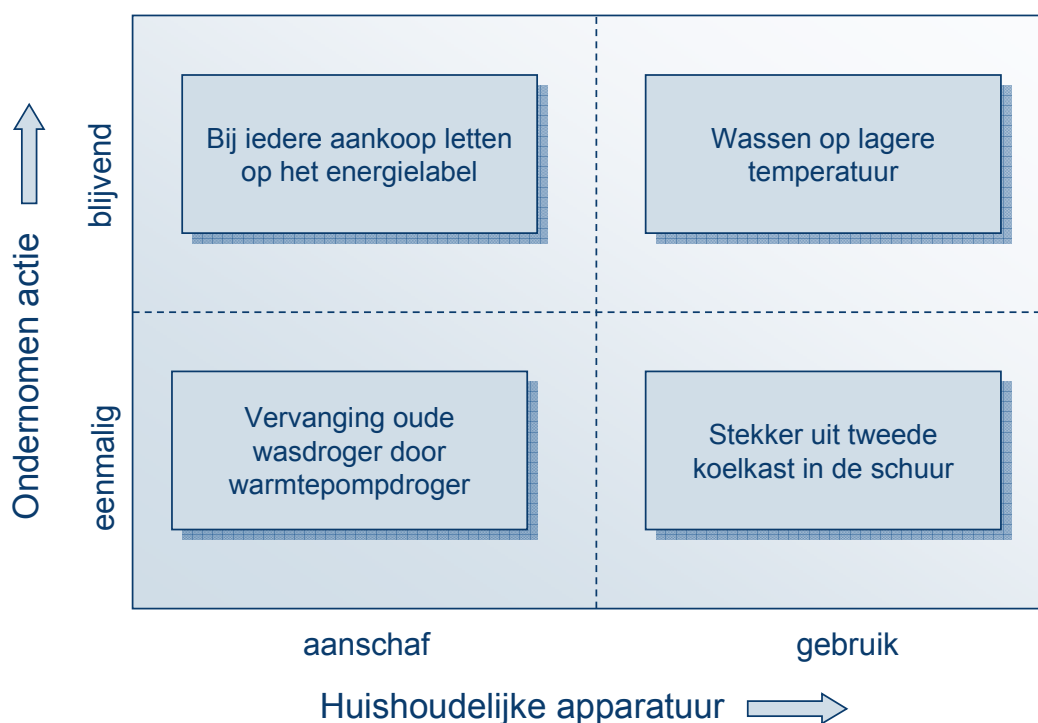 Bij iedere aankoop letten
op het energielabel
Wassen op lagere
temperatuur
Vervanging oude
wasdroger door
warmtepompdroger
Stekker uit tweede
koelkast in de schuur
Ondernomen actie
blijvend
eenmalig
aanschaf
gebruik
Huishoudelijke apparatuur